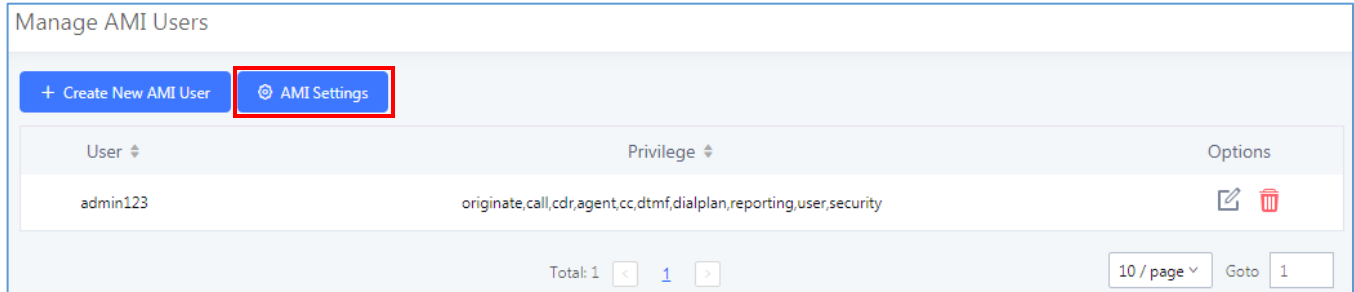 Manage AMI Users
+ Create New AMI User AMI Settings
User Privilege Options
admin123 originate,call,cdr,agent,cc,dtmf,dialplan,reporting,user,security
Total: 1 < 1 > 10 / page Goto 1